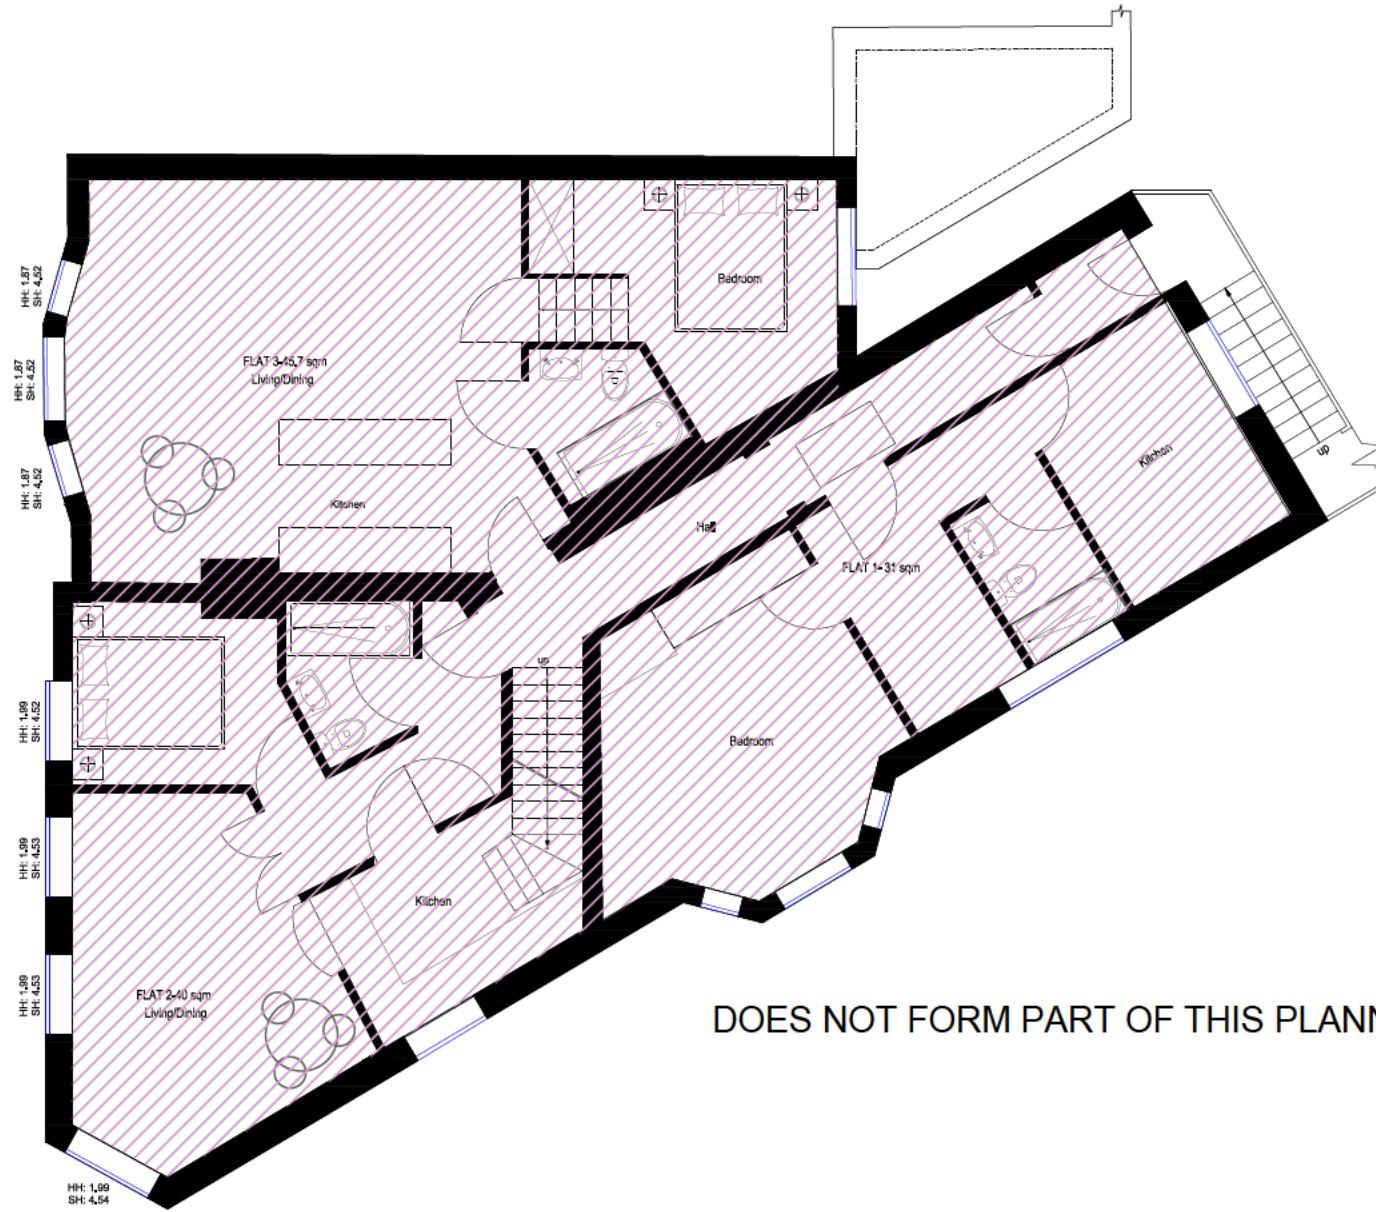 Bedroom
HH: 1.87
SH: 4.52
HH: 1.87
SH: 4.52
FLAT 3-45.7 sqm
Living/Dining
HH: 1.87
SH: 4.52
Kitchen
Kitchen
up
Hall
FLAT 1- 31 sqm
up
HH: 1.99
SH: 4.52
Bedroom
HH: 1.99
SH: 4.53
Kitchen
HH: 1.99
SH: 4.53
FLAT 2-40 sqm
Living/Dining
DOES NOT FORM PART OF THIS PLANN
HH: 1.99
SH: 4.54